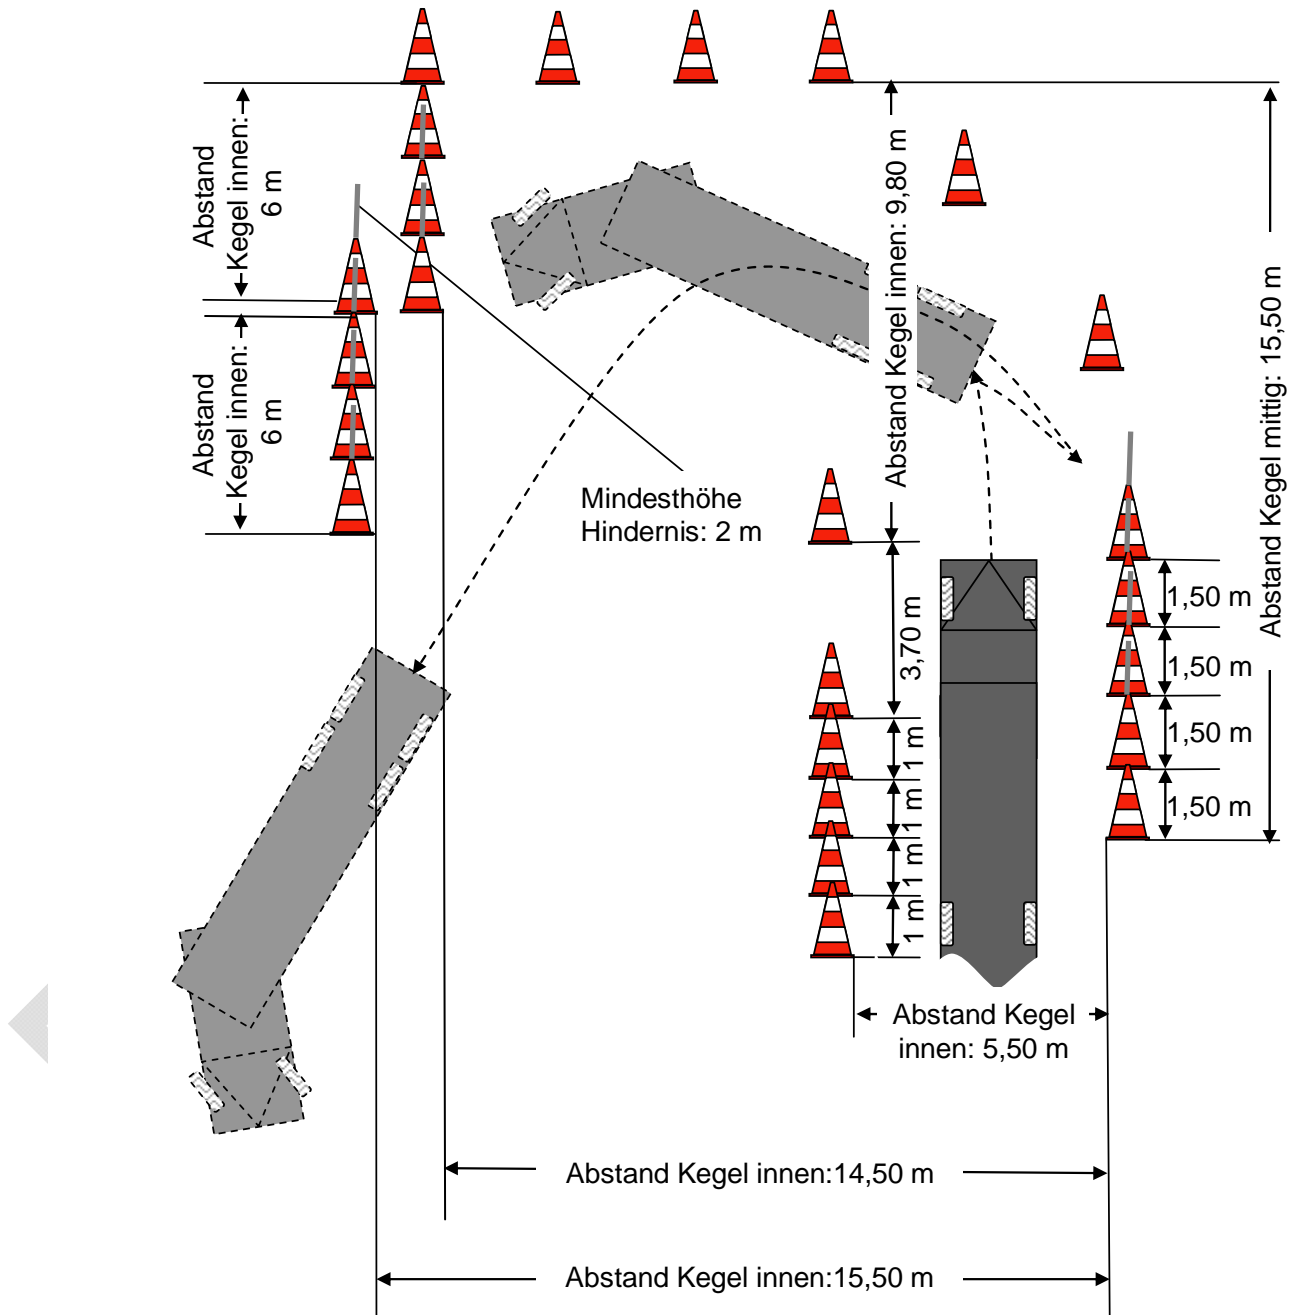 Abstand
Kegel innen:
6 m
Abstand
Kegel innen:
6 m
Abstand Kegel innen: 9,80 m
Abstand Kegel mittig: 15,50 m
Mindesthöhe
Hindernis: 2 m
3,70 m
1 m
1 m
1 m
1 m
1,50 m
1,50 m
1,50 m
1,50 m
Abstand Kegel
innen: 5,50 m
Abstand Kegel innen:14,50 m
Abstand Kegel innen:15,50 m